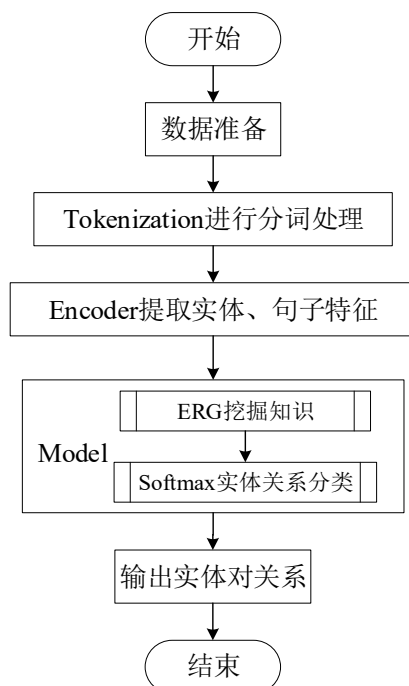 开始
数据准备
Tokenization进行分词处理
Encoder提取实体、句子特征
ERG挖掘知识
Model
Softmax实体关系分类
输出实体对关系
结束